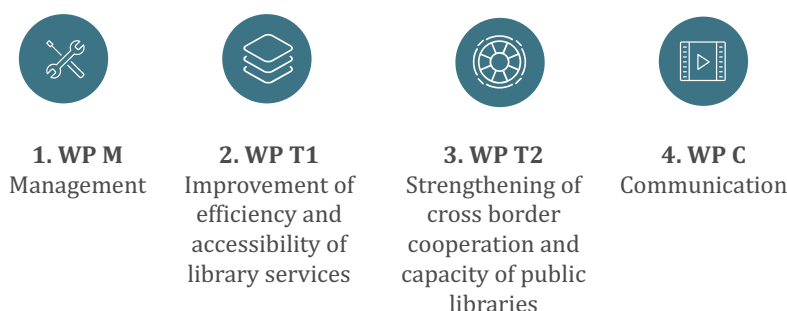 1. WP M
Management
2. WP T1
Improvement of
efficiency and
accessibility of
library services
3. WP T2
Strengthening of
cross border
cooperation and
capacity of public
libraries
4. WP C
Communication